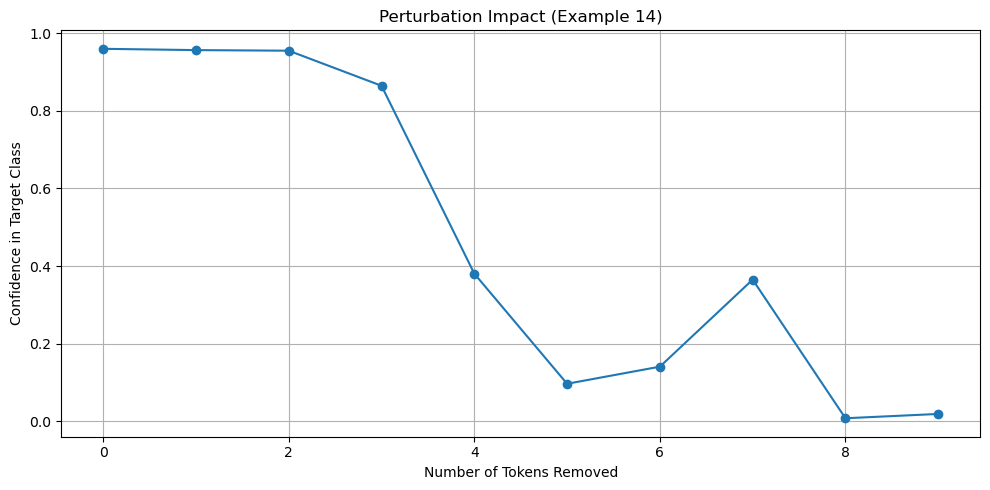 Perturbation Impact (Example 14)
Confidence in Target Class
1.0
0.8
0.6
0.4
0.2
0.0
0 2 4 6 8
Number of Tokens Removed